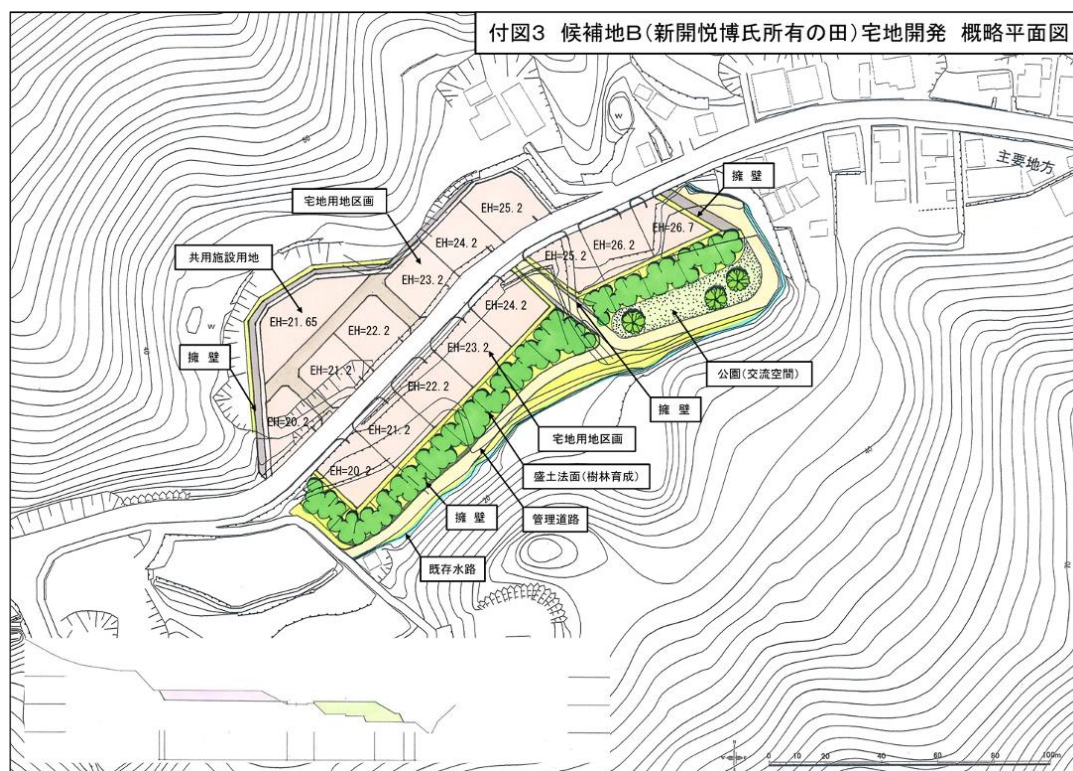 付図3 候補地B(新開悦博氏所有の田)宅地開発 概略平面図
主要地方
擁 壁
宅地用地区画
EH=25.2
EH=24.2
EH=26.7
EH=26.2
EH=25.2
共用施設用地
EH=23.2
EH=24.2
EH=21.65
EH=22.2
EH=23.2
擁 壁
EH=21.2
EH=22.2
公園(交流空間)
擁 壁
EH=20.2
EH=21.2
宅地用地区画
EH=20.2
盛土法面(樹林育成)
擁 壁
管理道路
既存水路
W
W
0 10 20 30 40 50 100m